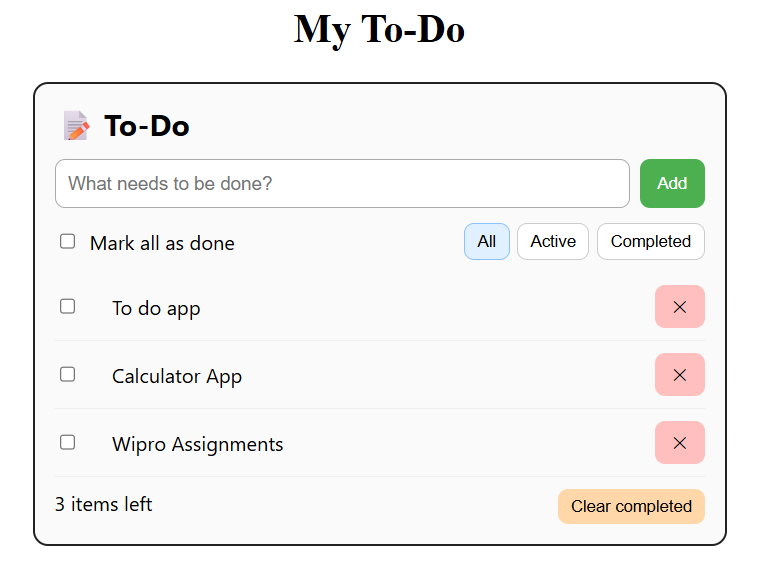 My To-Do
📝 To-Do
What needs to be done?
Add
Mark all as done
All
Active
Completed
To do app
×
Calculator App
×
Wipro Assignments
×
3 items left
Clear completed